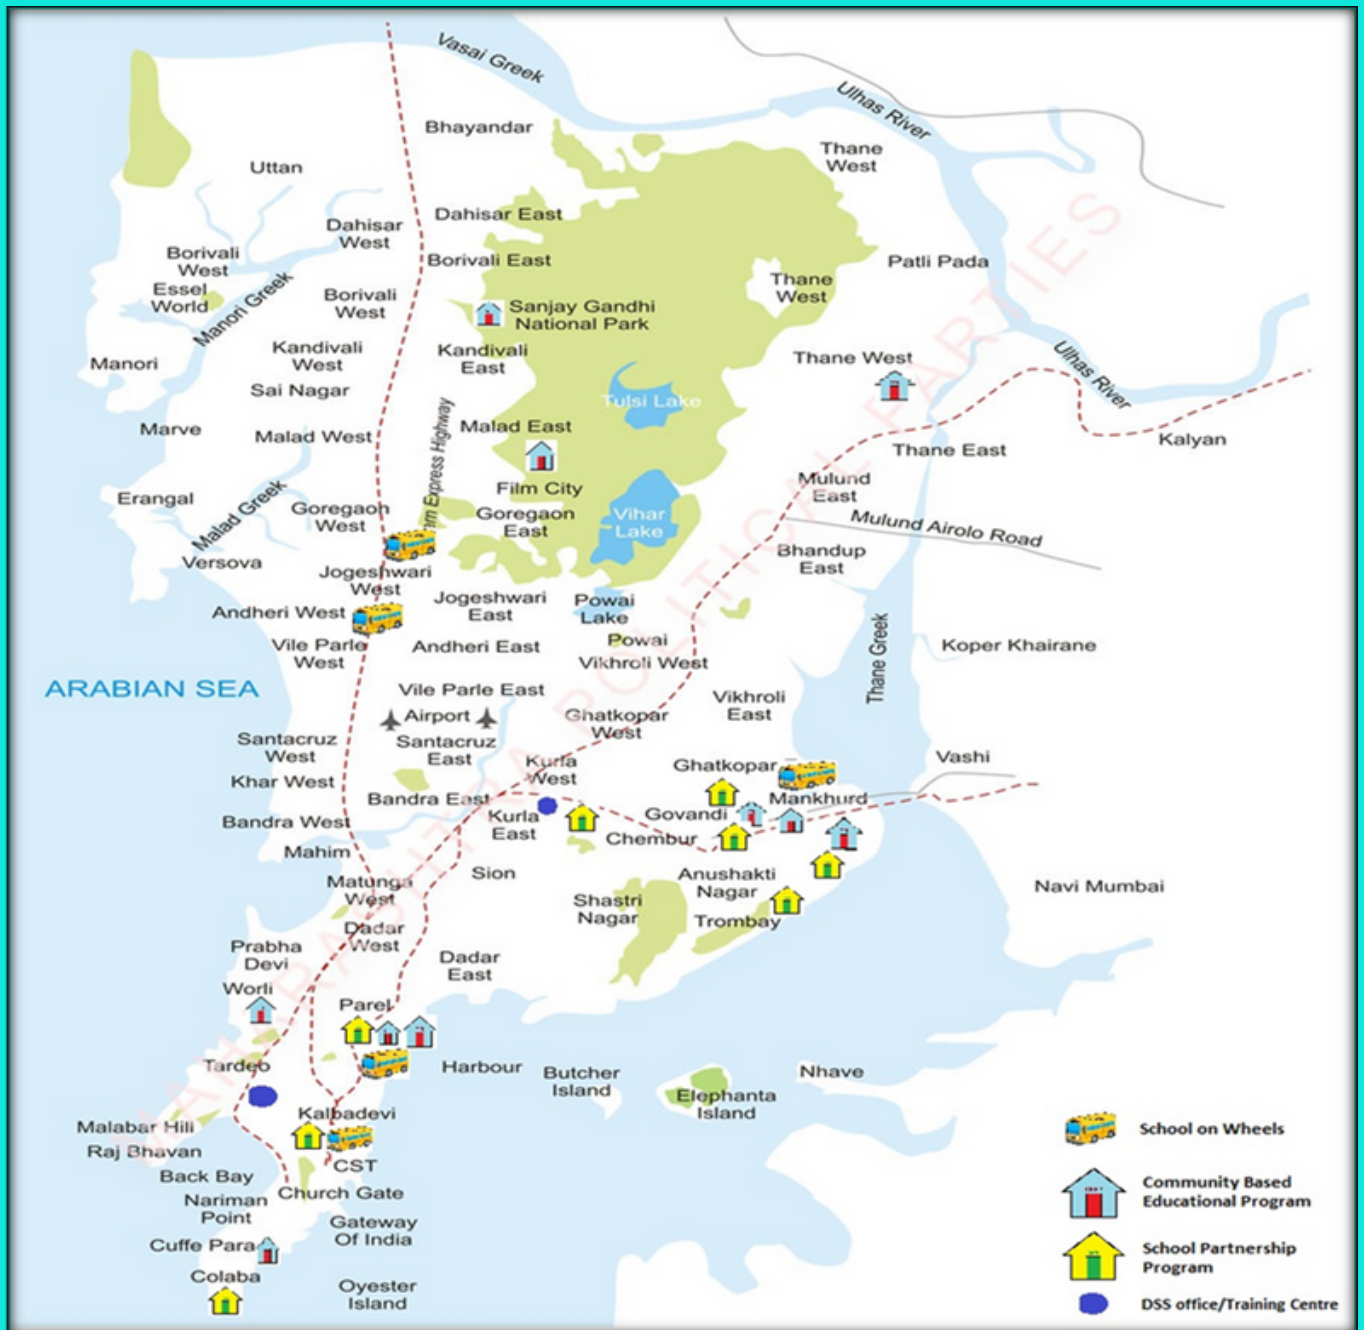 Vasai Greek
Ulhas River
Bhayandar
Thane
West
Uttan
Dahisar East
Dahisar
West
Borivali
West
Borivali East
Patli Pada
Essel
World
Manori Greek
Borivali
West
Thane
West
Sanjay Gandhi
National Park
Kandivali
West
Kandivali
East
Thane West
Ulhas River
Manori
Sai Nagar
Tulsi Lake
Marve
Malad West
Express Highway
Malad East
Kalyan
Thane East
Erangal
Malad Greek
Film City
Mulund
East
Goregaon
West
Goregaon
East
Vihar
Lake
Mulund Airolo Road
Versova
Bhandup
East
Jogeshwari
West
Jogeshwari
East
Powai
Lake
Andheri West
Andheri East
Powai
Vile Parle
West
Vikhroli West
Thane Greek
Koper Khairane
ARABIAN SEA
Vile Parle East
Vikhroli
East
Airport
Ghatkopar
West
Santacruz
West
Santacruz
East
Kurla
West
Ghatkopar
Vashi
Khar West
Bandra East
Mankhurd
Bandra West
Kurla
East
Govandi
Chembur
Mahim
Sion
Anushakti
Nagar
Matunga
West
Navi Mumbai
Shastri
Nagar
Trombay
Dadar
West
Prabha
Devi
Dadar
East
Worli
Parel
Tardeo
Harbour
Butcher
Island
Nhave
Elephanta
Island
Kalbadevi
Malabar Hill
Raj Bhavan
CST
Back Bay
Church Gate
Nariman
Point
Gateway
Of India
Cuffe Para
Colaba
Oyester
Island
School on Wheels
Community Based
Educational Program
School Partnership
Program
DSS office/Training Centre
MAHARASHTRA POLITICAL PARTIES